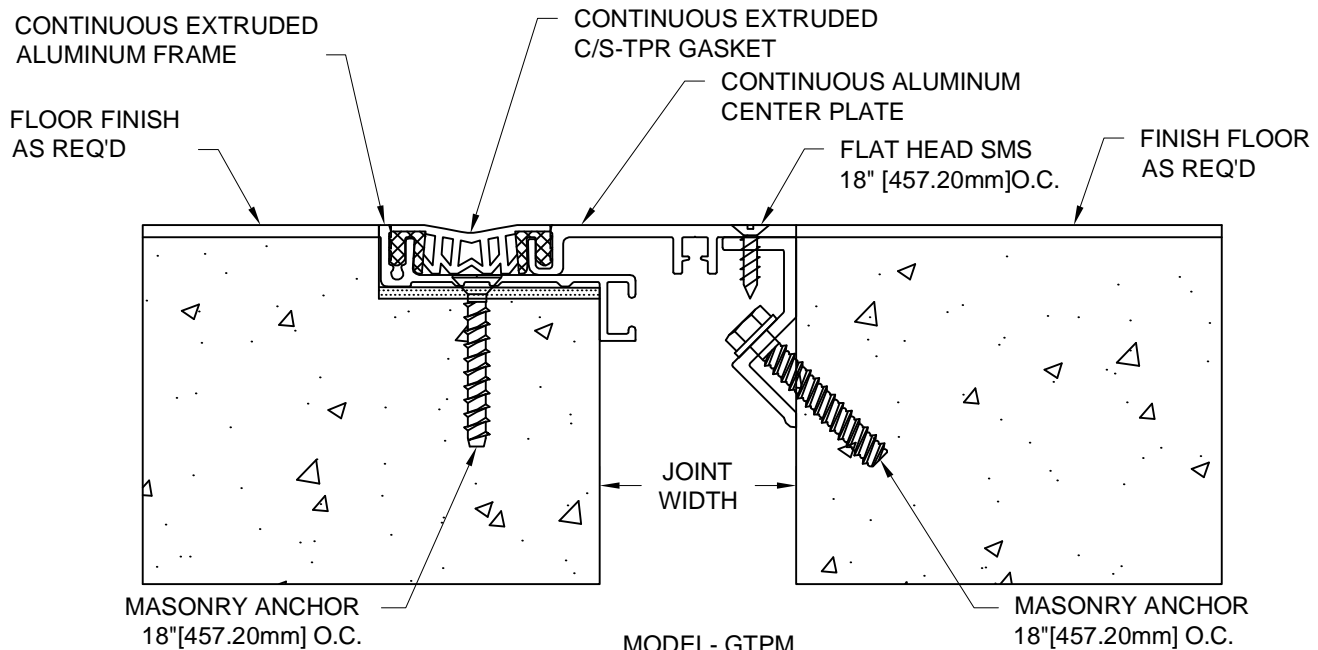 CONTINUOUS EXTRUDED
ALUMINUM FRAME
CONTINUOUS EXTRUDED
C/S-TPR GASKET
CONTINUOUS ALUMINUM
CENTER PLATE
FLOOR FINISH
AS REQ'D
FLAT HEAD SMS
18" [457.20mm]O.C.
FINISH FLOOR
AS REQ'D
JOINT
WIDTH
MASONRY ANCHOR
18"[457.20mm] O.C.
MASONRY ANCHOR
18"[457.20mm] O.C.
MODEL- GTPM